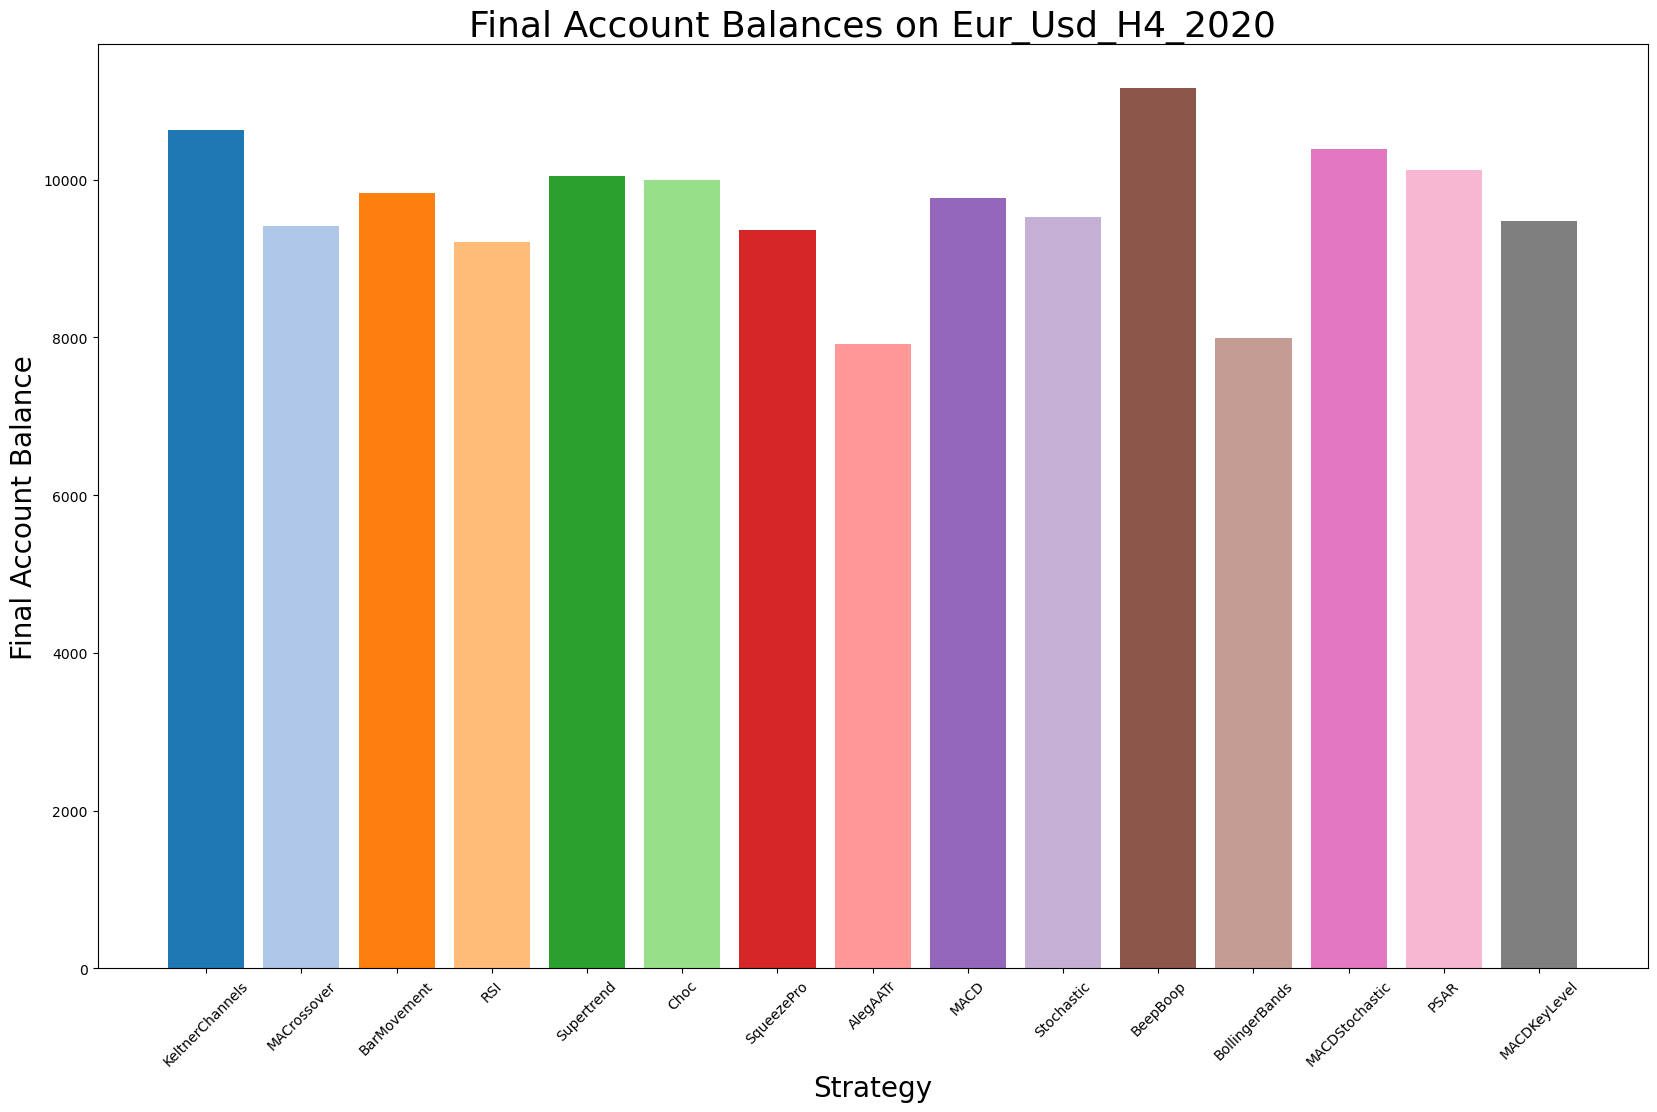 Final Account Balances on Eur_Usd_H4_2020
Final Account Balance
10000
8000
6000
4000
2000
0
KeltnerChannels
MACrossover
BarMovement
RSI
Supertrend
Choc
SqueezePro
AlegAATr
MACD
Stochastic
BeepBoop
BollingerBands
MACDStochastic
PSAR
MACDKeyLevel
Strategy